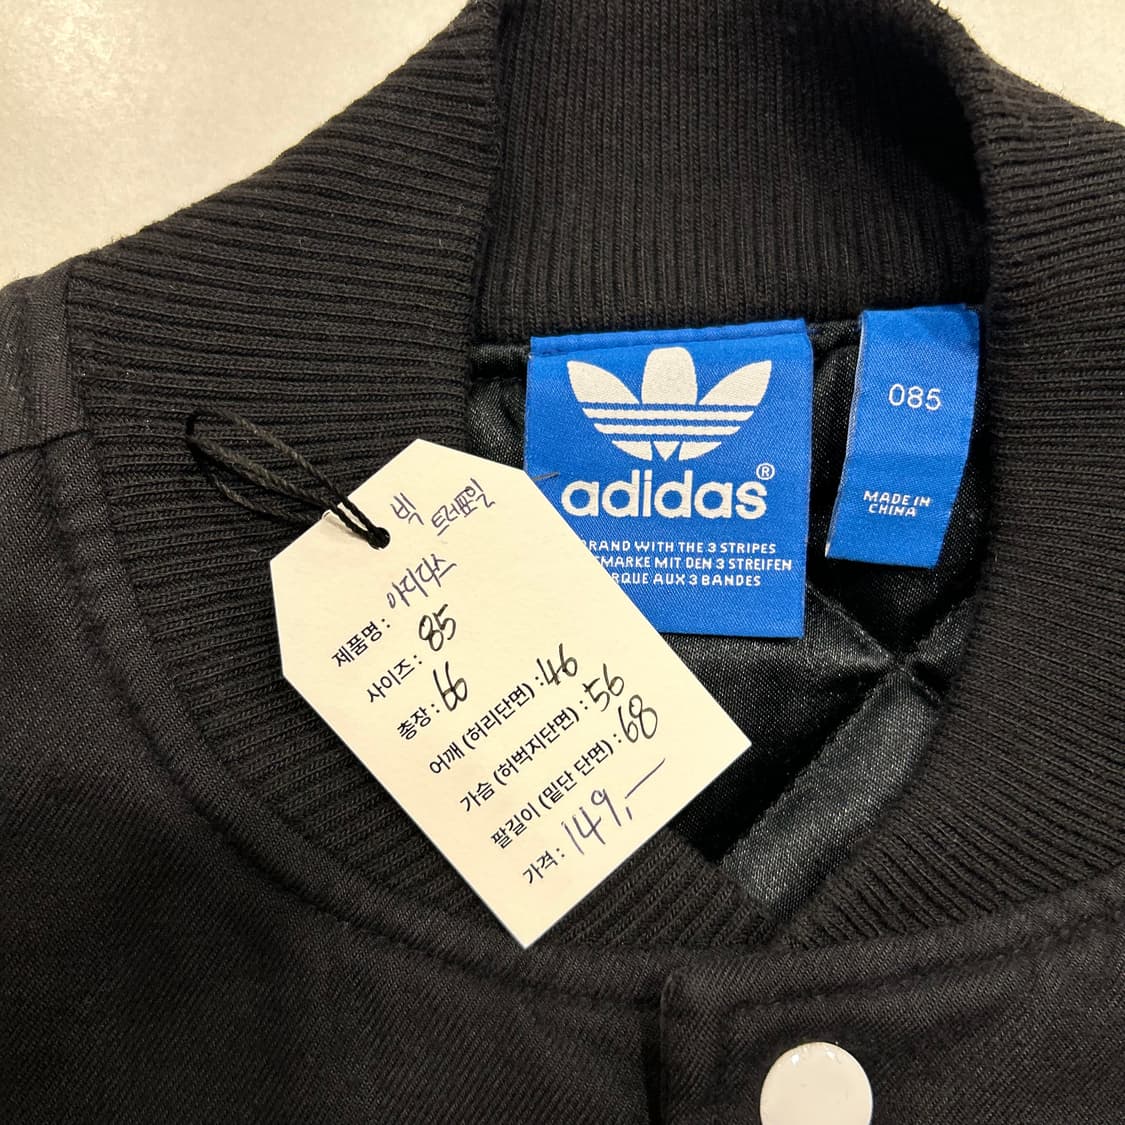 빅
트레포일
제품명 : 아디다스
사이즈 : 85
총장 : 66
어깨 (허리단면) : 46
가슴 (허벅지단면) : 56
팔길이 (밑단 단면) : 68
가격 : 149,-
adidas®
BRAND WITH THE 3 STRIPES
MARKE MIT DEN 3 STREIFEN
RQUE AUX 3 BANDES
085
MADE IN
CHINA